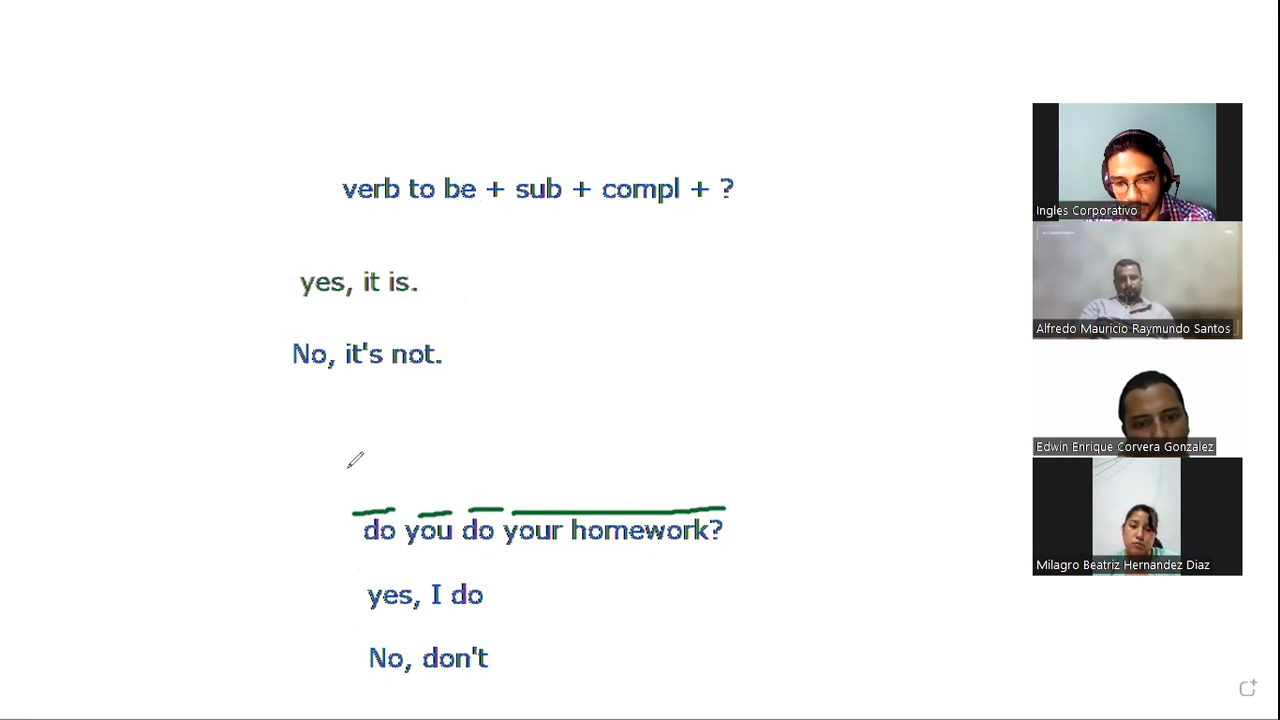 verb to be + sub + compl + ?
yes, it is.
No, it's not.
do you do your homework?
yes, I do
No, don't
Ingles Corporativo
Alfredo Mauricio Raymundo Santos
Edwin Enrique Corvera Gonzalez
Milagro Beatriz Hernandez Diaz